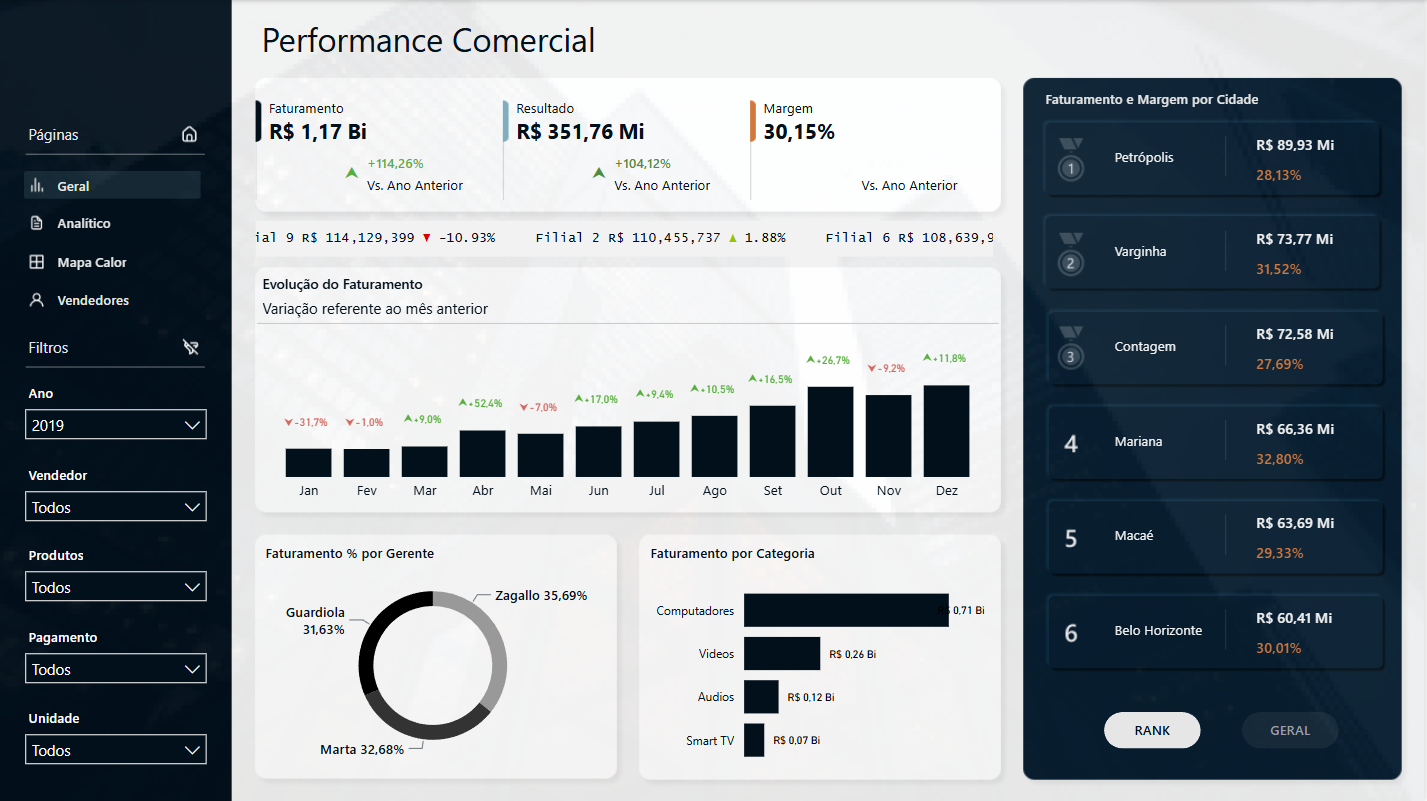 Performance Comercial
Páginas
Geral
Analítico
Mapa Calor
Vendedores
Filtros
Ano
2019
Vendedor
Todos
Produtos
Todos
Pagamento
Todos
Unidade
Todos
Faturamento
R$ 1,17 Bi
+114,26%
Vs. Ano Anterior
Resultado
R$ 351,76 Mi
+104,12%
Vs. Ano Anterior
Margem
30,15%
Vs. Ano Anterior
ial 9 R$ 114,129,399 ▼ -10.93% Filial 2 R$ 110,455,737 ▲ 1.88% Filial 6 R$ 108,639,9
Evolução do Faturamento
Variação referente ao mês anterior
-31,7% -1,0% +9,0% +52,4% -7,0% +17,0% +9,4% +10,5% +16,5% +26,7% -9,2% +11,8%
Jan Fev Mar Abr Mai Jun Jul Ago Set Out Nov Dez
Faturamento % por Gerente
Zagallo 35,69%
Guardiola
31,63%
Marta 32,68%
Faturamento por Categoria
Computadores R$ 0,71 Bi
Videos R$ 0,26 Bi
Audios R$ 0,12 Bi
Smart TV R$ 0,07 Bi
Faturamento e Margem por Cidade
1 Petrópolis R$ 89,93 Mi
28,13%
2 Varginha R$ 73,77 Mi
31,52%
3 Contagem R$ 72,58 Mi
27,69%
4 Mariana R$ 66,36 Mi
32,80%
5 Macaé R$ 63,69 Mi
29,33%
6 Belo Horizonte R$ 60,41 Mi
30,01%
RANK
GERAL